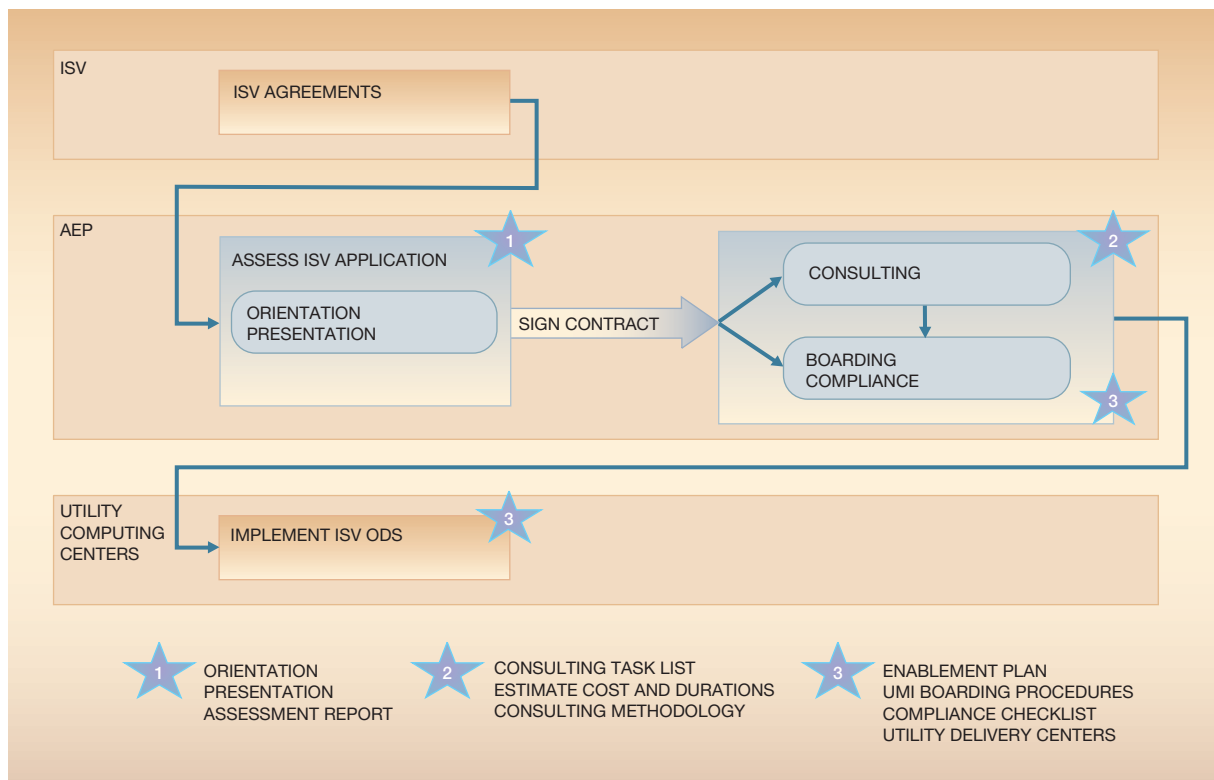 ISV
ISV AGREEMENTS
AEP
1
2
ASSESS ISV APPLICATION
CONSULTING
ORIENTATION
PRESENTATION
SIGN CONTRACT
BOARDING
COMPLIANCE
3
UTILITY
COMPUTING
CENTERS
IMPLEMENT ISV ODS
3
1
ORIENTATION
PRESENTATION
ASSESSMENT REPORT
2
CONSULTING TASK LIST
ESTIMATE COST AND DURATIONS
CONSULTING METHODOLOGY
3
ENABLEMENT PLAN
UMI BOARDING PROCEDURES
COMPLIANCE CHECKLIST
UTILITY DELIVERY CENTERS